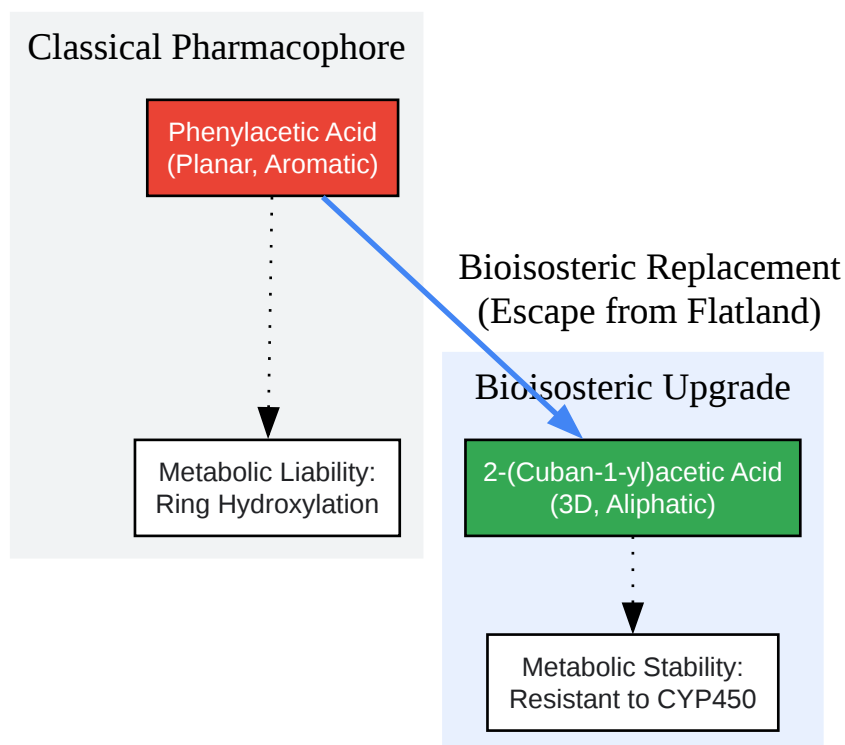 Classical Pharmacophore
Phenylacetic Acid
(Planar, Aromatic)
Metabolic Liability:
Ring Hydroxylation
Bioisosteric Replacement
(Escape from Flatland)
Bioisosteric Upgrade
2-(Cuban-1-yl)acetic Acid
(3D, Aliphatic)
Metabolic Stability:
Resistant to CYP450